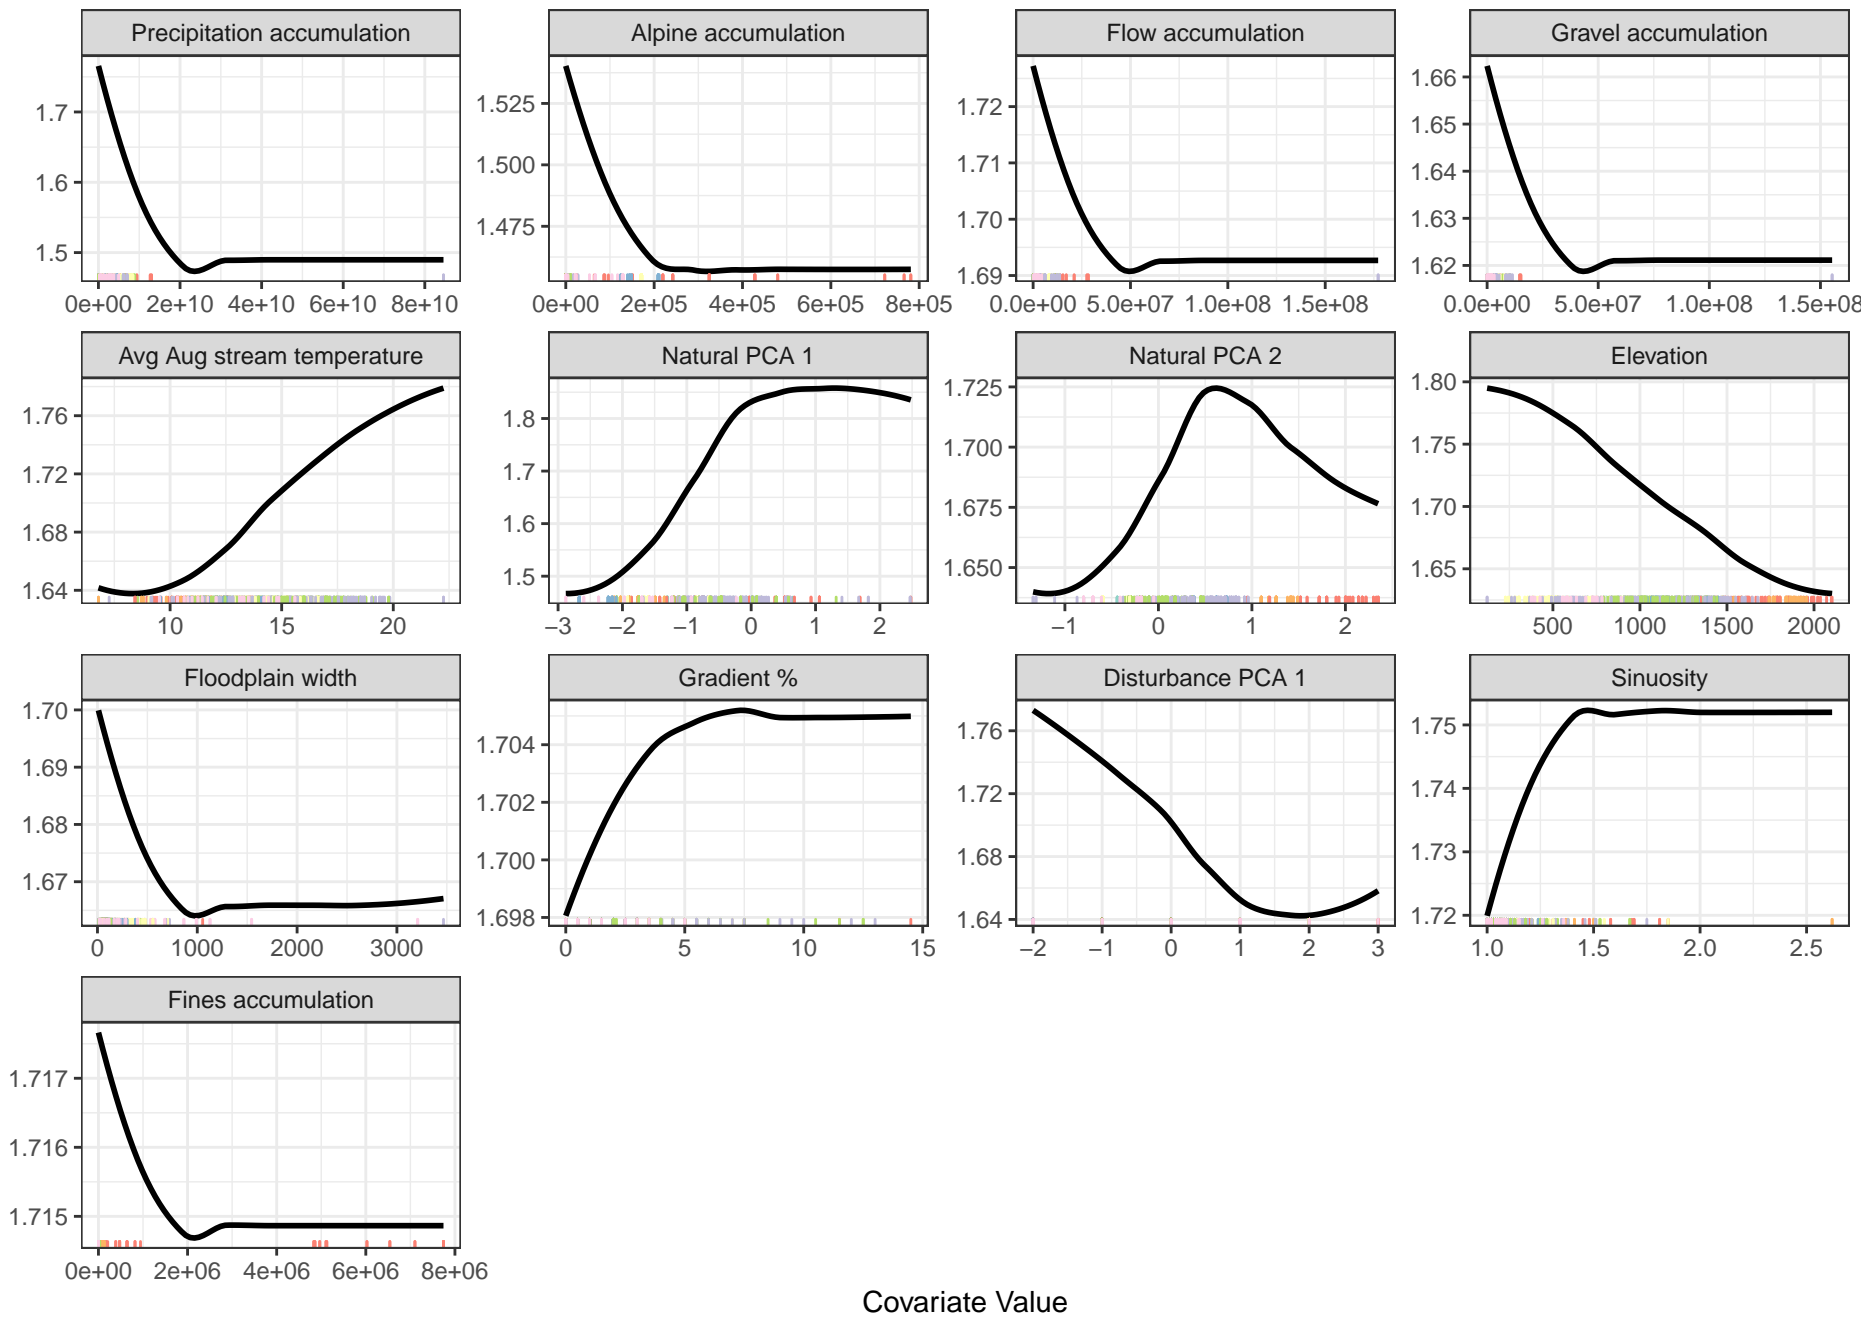 Precipitation accumulation
1.7
1.6
1.5
0e+00 2e+10 4e+10 6e+10 8e+10
Alpine accumulation
1.525
1.500
1.475
0e+00 2e+05 4e+05 6e+05 8e+05
Flow accumulation
1.72
1.71
1.70
1.69
0.0e+00 5.0e+07 1.0e+08 1.5e+08
Gravel accumulation
1.66
1.65
1.64
1.63
1.62
0.0e+00 5.0e+07 1.0e+08 1.5e+08
Avg Aug stream temperature
1.76
1.72
1.68
1.64
10 15 20
Natural PCA 1
1.8
1.7
1.6
1.5
−3 −2 −1 0 1 2
Natural PCA 2
1.725
1.700
1.675
1.650
−1 0 1 2
Elevation
1.80
1.75
1.70
1.65
500 1000 1500 2000
Floodplain width
1.70
1.69
1.68
1.67
0 1000 2000 3000
Gradient %
1.704
1.702
1.700
1.698
0 5 10 15
Disturbance PCA 1
1.76
1.72
1.68
1.64
−2 −1 0 1 2 3
Sinuosity
1.75
1.74
1.73
1.72
1.0 1.5 2.0 2.5
Fines accumulation
1.717
1.716
1.715
0e+00 2e+06 4e+06 6e+06 8e+06
Covariate Value